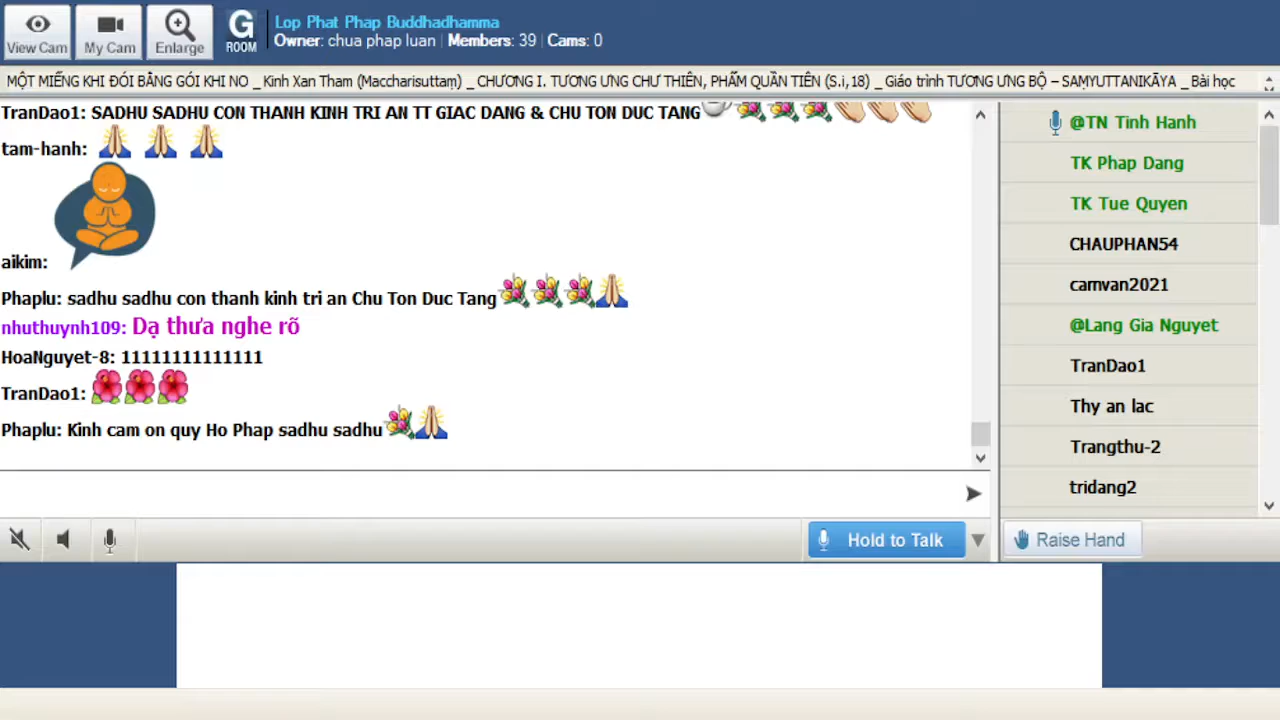 View Cam
My Cam
Enlarge
G
ROOM
Lop Phat Phap Buddhadhamma
Owner: chua phap luan | Members: 39 | Cams: 0
MỘT MIẾNG KHI ĐÓI BẰNG GÓI KHI NO _ Kinh Xan Tham (Maccharisuttaṃ) _ CHƯƠNG I. TƯƠNG ƯNG CHƯ THIÊN, PHẨM QUẦN TIÊN (S.i,18) _ Giáo trình TƯƠNG ƯNG BỘ – SAṂYUTTANIKĀYA _ Bài học
TranDao1: SADHU SADHU CON THANH KINH TRI AN TT GIAC DANG & CHU TON DUC TANG
tam-hanh:
aikim:
Phaplu: sadhu sadhu con thanh kinh tri an Chu Ton Duc Tang
nhuthuynh109: Dạ thưa nghe rõ
HoaNguyet-8: 11111111111111
TranDao1:
Phaplu: Kinh cam on quy Ho Phap sadhu sadhu
@TN Tinh Hanh
TK Phap Dang
TK Tue Quyen
CHAUPHAN54
camvan2021
@Lang Gia Nguyet
TranDao1
Thy an lac
Trangthu-2
tridang2
Hold to Talk
Raise Hand